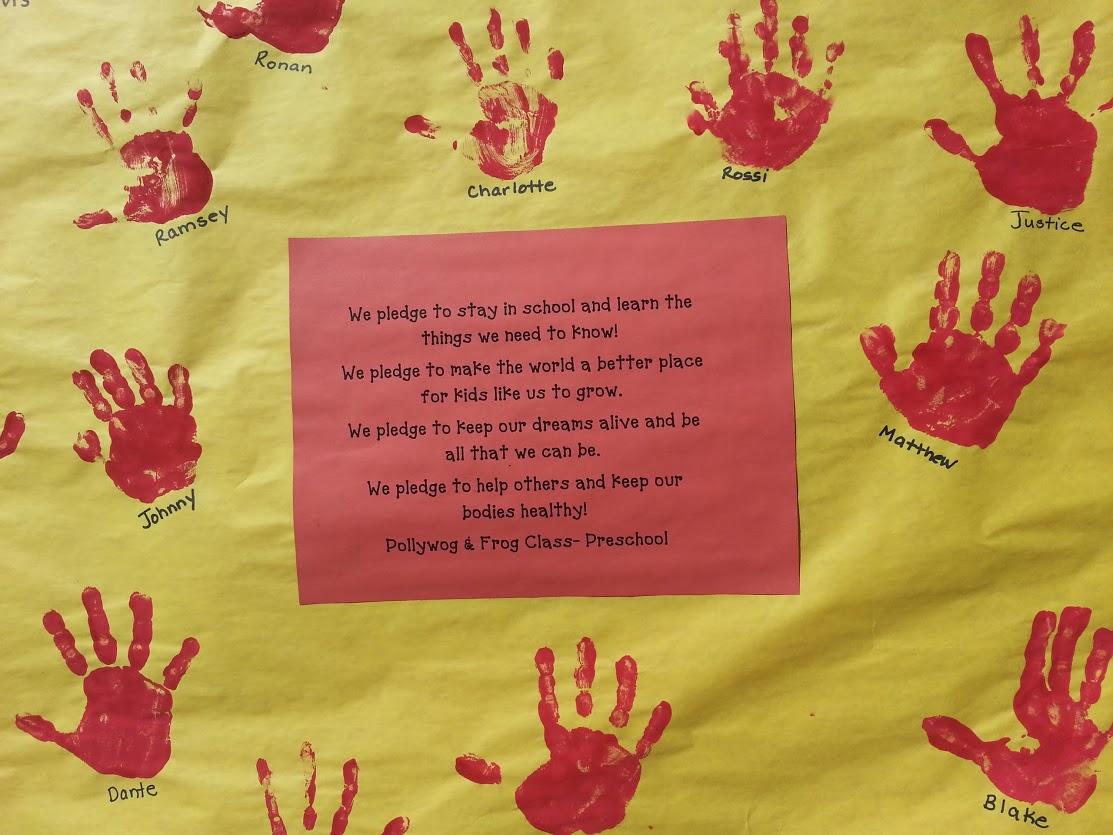 Ronan
Charlotte
Rossi
Justice
Ramsey
We pledge to stay in school and learn the
things we need to know!
We pledge to make the world a better place
for kids like us to grow.
We pledge to keep our dreams alive and be
all that we can be.
We pledge to help others and keep our
bodies healthy!
Pollywog & Frog Class- Preschool
Matthew
Johnny
Dante
Blake